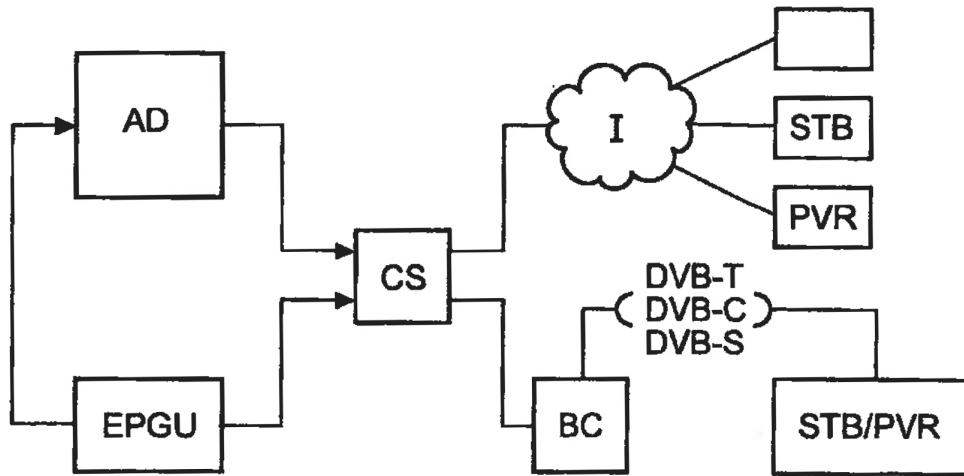 AD
I
STB
PVR
CS
DVB-T
DVB-C
DVB-S
EPGU
BC
STB/PVR